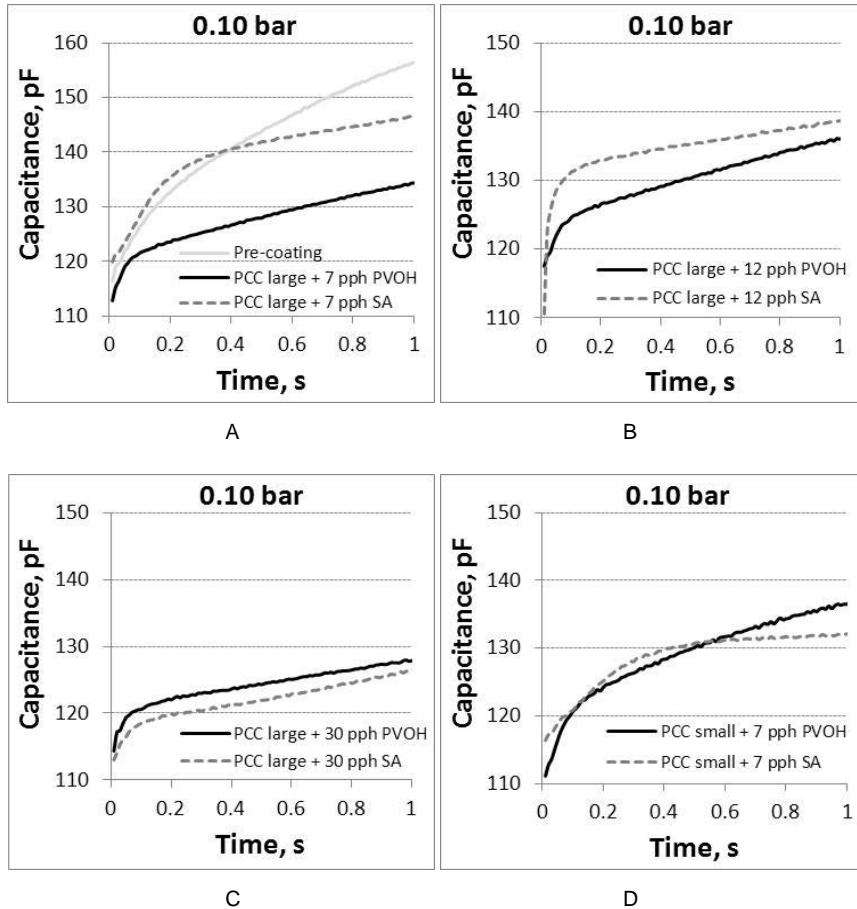 0.10 bar
Capacitance, pF
160
150
140
130
120
110
Pre-coating
PCC large + 7 pph PVOH
PCC large + 7 pph SA
0 0.2 0.4 0.6 0.8 1
Time, s
A
0.10 bar
Capacitance, pF
150
140
130
120
110
PCC large + 12 pph PVOH
PCC large + 12 pph SA
0 0.2 0.4 0.6 0.8 1
Time, s
B
0.10 bar
Capacitance, pF
150
140
130
120
110
PCC large + 30 pph PVOH
PCC large + 30 pph SA
0 0.2 0.4 0.6 0.8 1
Time, s
C
0.10 bar
Capacitance, pF
150
140
130
120
110
PCC small + 7 pph PVOH
PCC small + 7 pph SA
0 0.2 0.4 0.6 0.8 1
Time, s
D